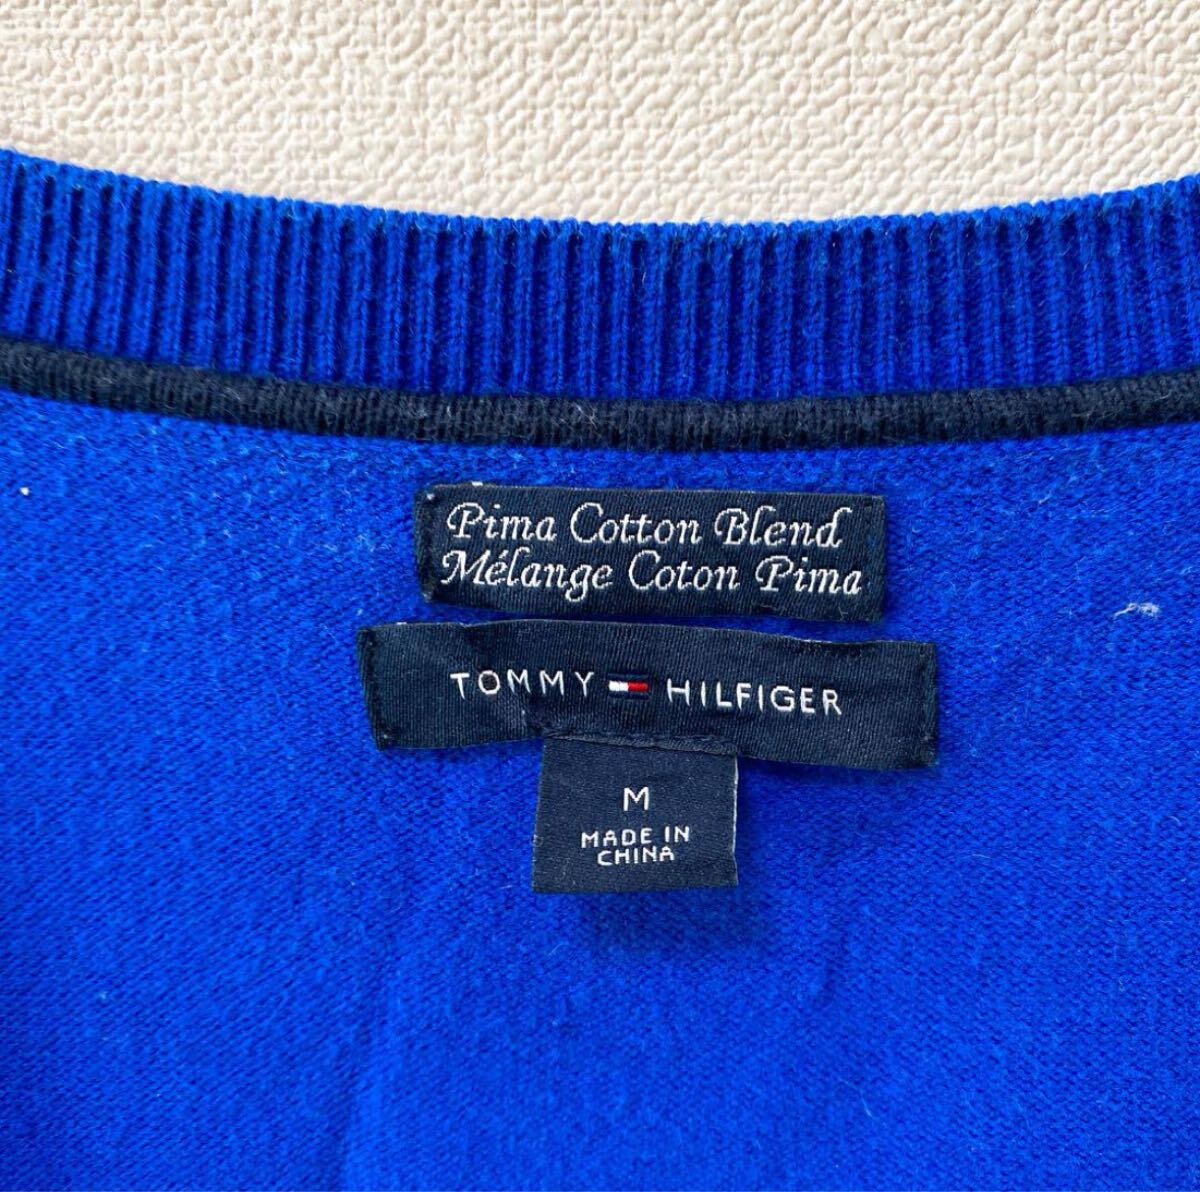 Pima Cotton Blend
Mélange Coton Pima
TOMMY HILFIGER
M
MADE IN
CHINA